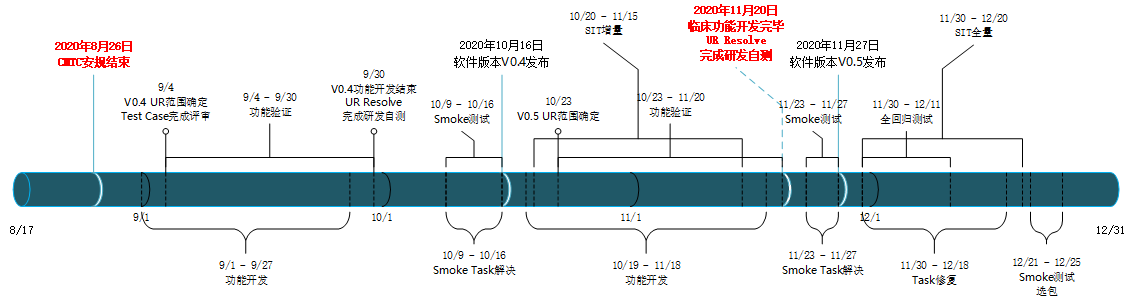 2020年8月26日
CMTC安规结束
9/4
V0.4 UR范围确定
Test Case完成评审
9/4 - 9/30
功能验证
9/30
V0.4功能开发结束
UR Resolve
完成研发自测
10/9 - 10/16
Smoke测试
2020年10月16日
软件版本V0.4发布
10/23
V0.5 UR范围确定
10/20 - 11/15
SIT增量
10/23 - 11/20
功能验证
2020年11月20日
临床功能开发完毕
UR Resolve
完成研发自测
11/23 - 11/27
Smoke测试
2020年11月27日
软件版本V0.5发布
11/30 - 12/11
全回归测试
11/30 - 12/20
SIT全量
8/17
9/1
10/1
11/1
12/1
12/31
9/1 - 9/27
功能开发
10/9 - 10/16
Smoke Task解决
10/19 - 11/18
功能开发
11/23 - 11/27
Smoke Task解决
11/30 - 12/18
Task修复
12/21 - 12/25
Smoke测试
选包